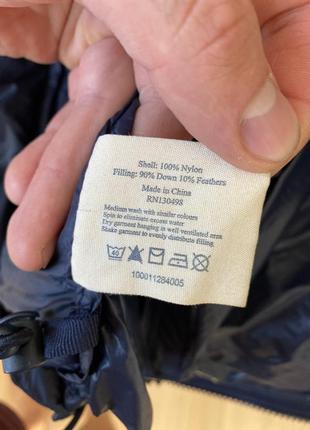 Shell: 100% Nylon
Filling: 90% Down 10% Feathers
Made in China
RN130498
Medium wash with similar colours
Spin to eliminate excess water
Dry garment hanging in well ventilated area
Shake garment to evenly distribute filling.
40
100011284005